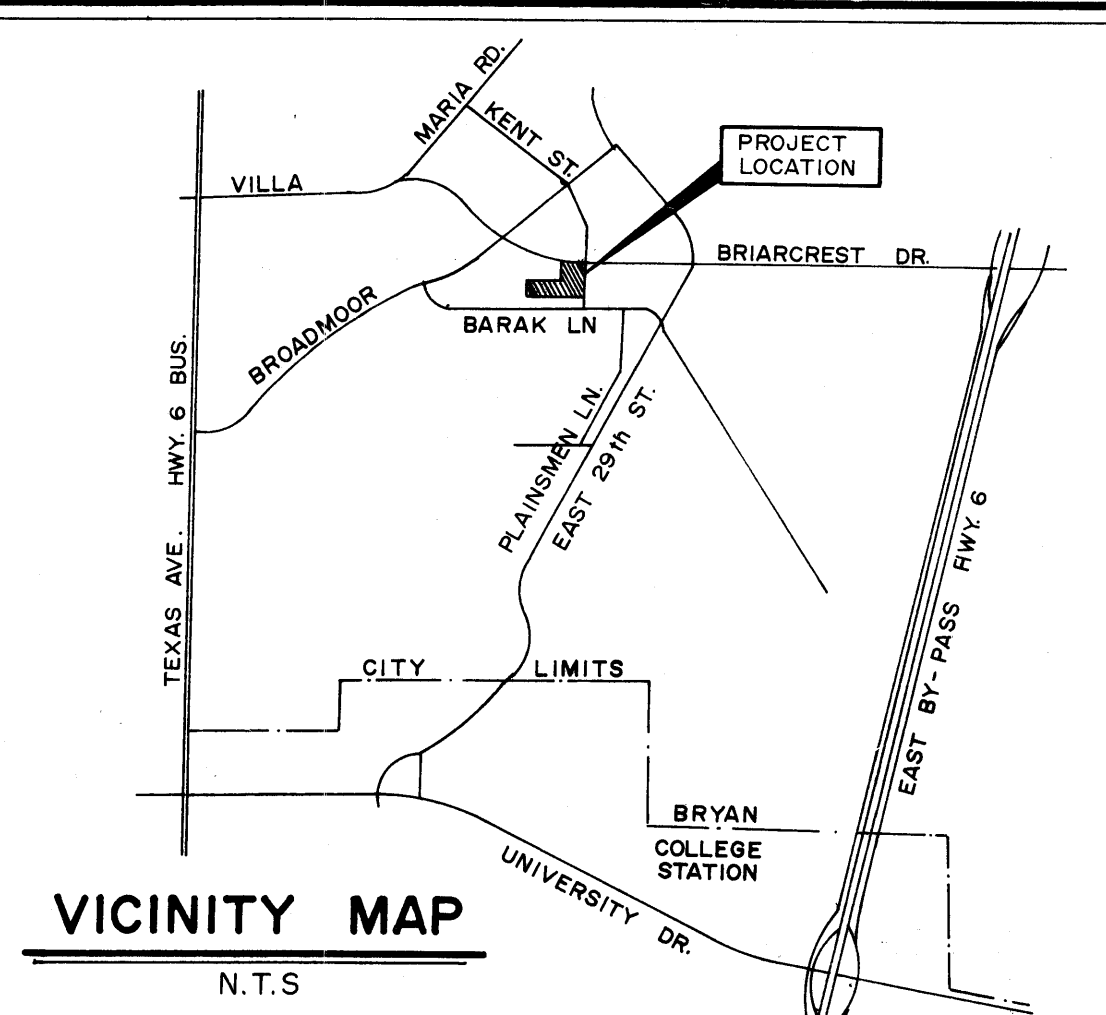 MARIA RD.
KENT ST.
PROJECT
LOCATION
VILLA
BRIARCREST DR.
BROADMOOR
BARAK LN
TEXAS AVE. HWY. 6 BUS.
PLAINSMEN LN.
EAST 29th ST.
EAST BY-PASS HWY. 6
CITY LIMITS
BRYAN
COLLEGE
STATION
UNIVERSITY DR.
VICINITY MAP
N.T.S